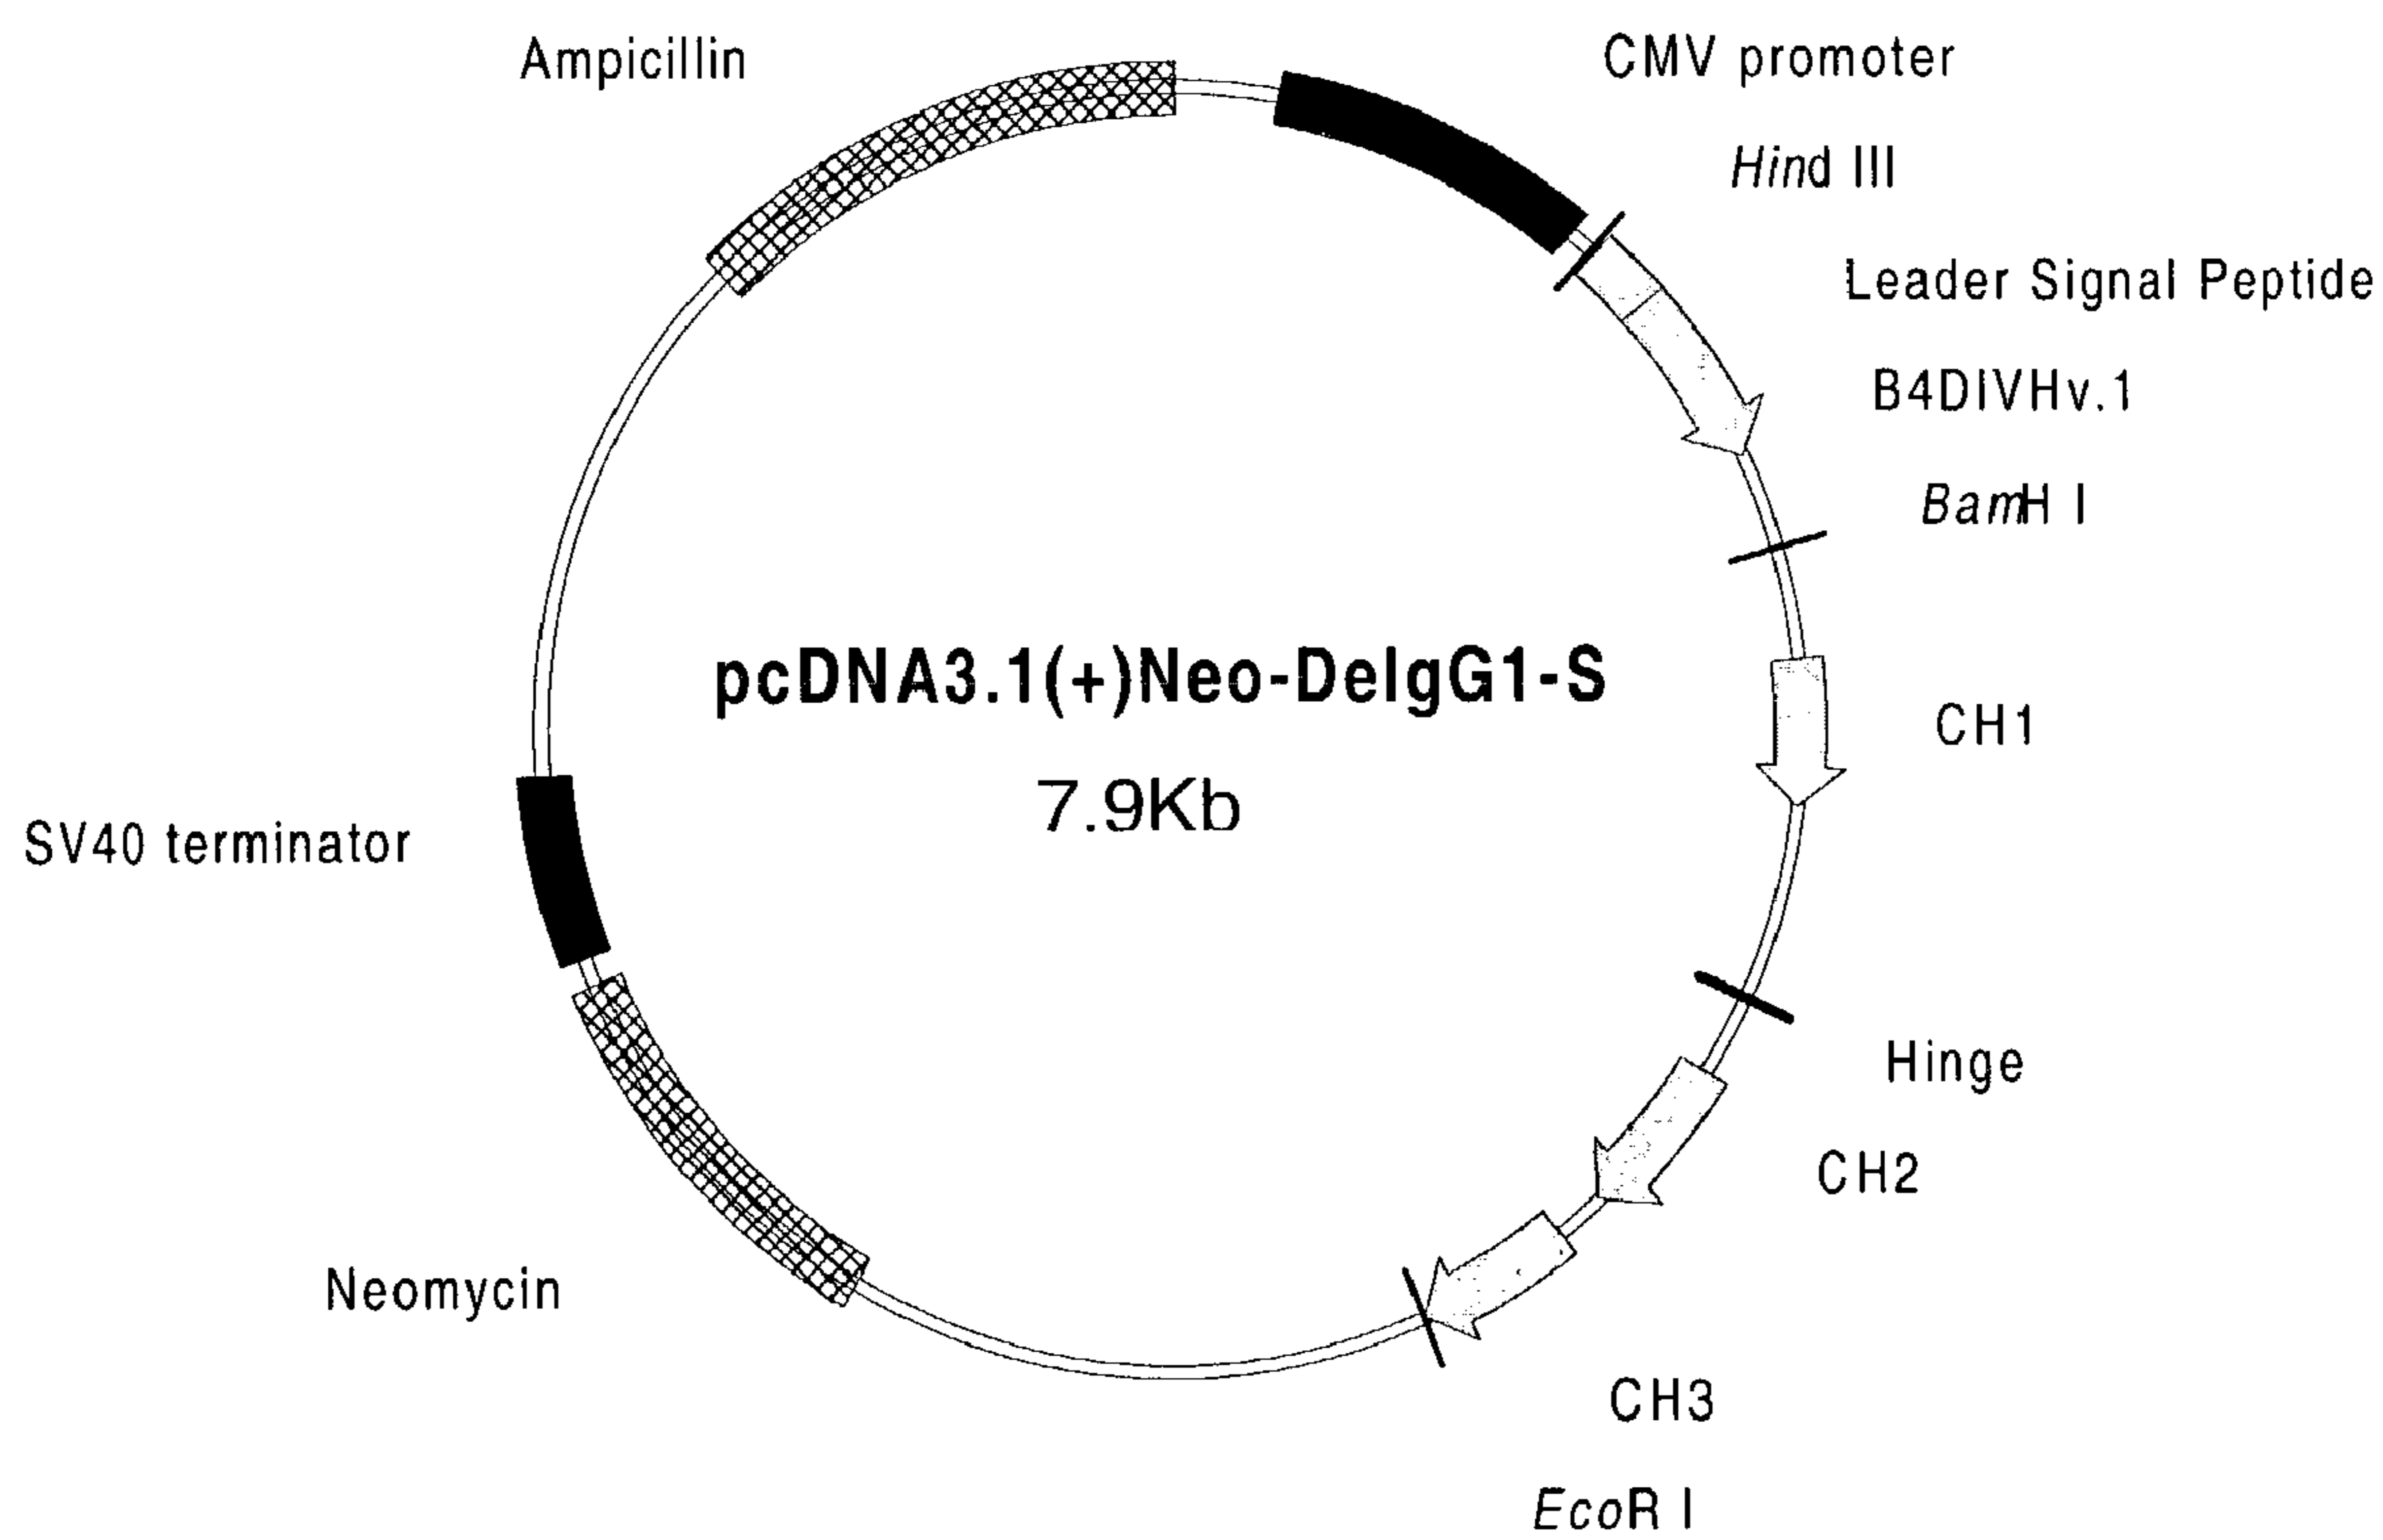 Ampicillin
CMV promoter
Hind III
Leader Signal Peptide
B4DIVHv.1
BamH I
pcDNA3.1(+)Neo-DeIgG1-S
7.9Kb
CH1
SV40 terminator
Hinge
CH2
Neomycin
CH3
EcoR I